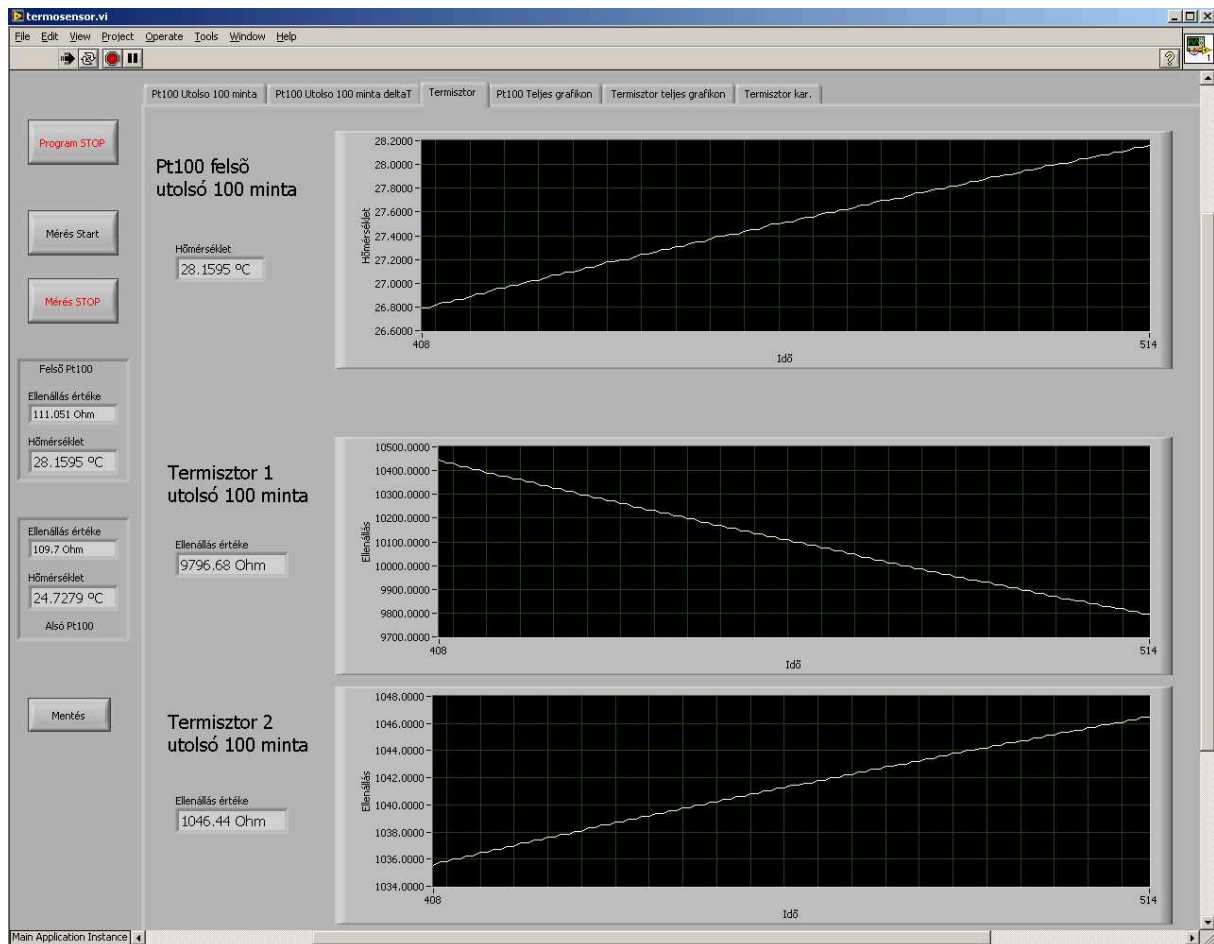 termosensor.vi
File Edit View Project Operate Tools Window Help
1
Pt100 Utolso 100 minta
Pt100 Utolso 100 minta deltaT
Termisztor
Pt100 Teljes grafikon
Termisztor teljes grafikon
Termisztor kar.
Program STOP
Mérés Start
Mérés STOP
Felső Pt100
Ellenállás értéke
111.051 Ohm
Hőmérséklet
28.1595 ºC
Ellenállás értéke
109.7 Ohm
Hőmérséklet
24.7279 ºC
Alsó Pt100
Mentés
Pt100 felső
utolsó 100 minta
Hőmérséklet
28.1595 ºC
Hőmérséklet
28.2000
28.0000
27.8000
27.6000
27.4000
27.2000
27.0000
26.8000
26.6000
408
514
Idő
Termisztor 1
utolsó 100 minta
Ellenállás értéke
9796.68 Ohm
Ellenállás
10500.0000
10400.0000
10300.0000
10200.0000
10100.0000
10000.0000
9900.0000
9800.0000
9700.0000
408
514
Idő
Termisztor 2
utolsó 100 minta
Ellenállás értéke
1046.44 Ohm
Ellenállás
1048.0000
1046.0000
1044.0000
1042.0000
1040.0000
1038.0000
1036.0000
1034.0000
408
514
Idő
Main Application Instance